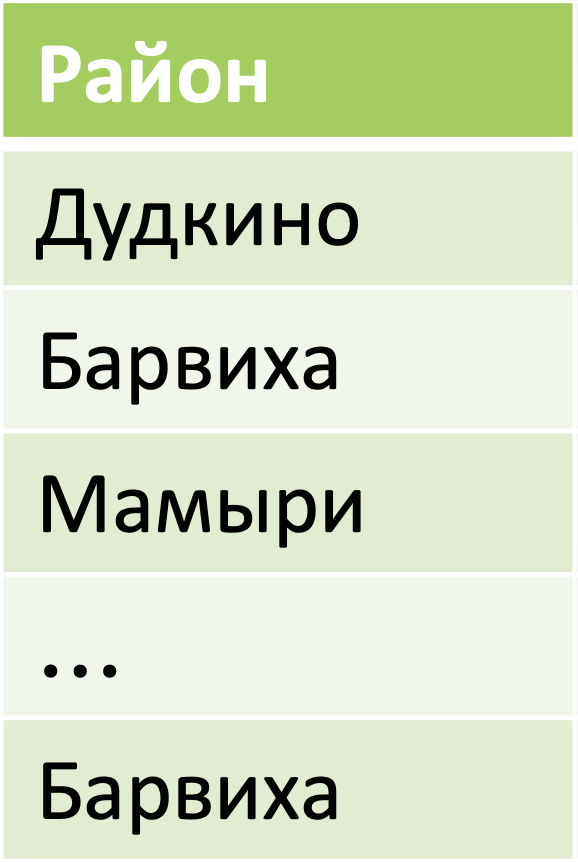 Район
Дудкино
Барвиха
Мамыри
...
Барвиха